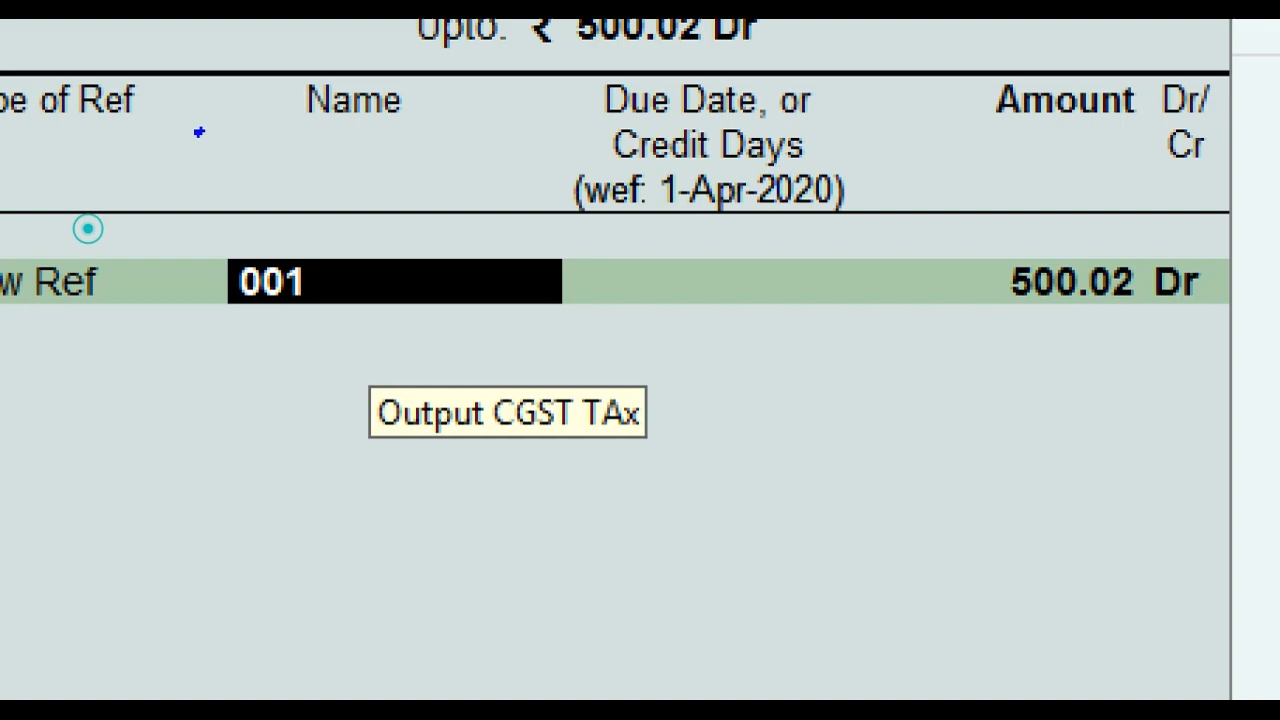 Upto: ₹ 500.02 Dr
of Ref Name Due Date, or Amount Dr/
Credit Days Cr
(wef: 1-Apr-2020)
Ref 001 500.02 Dr
Output CGST TAx